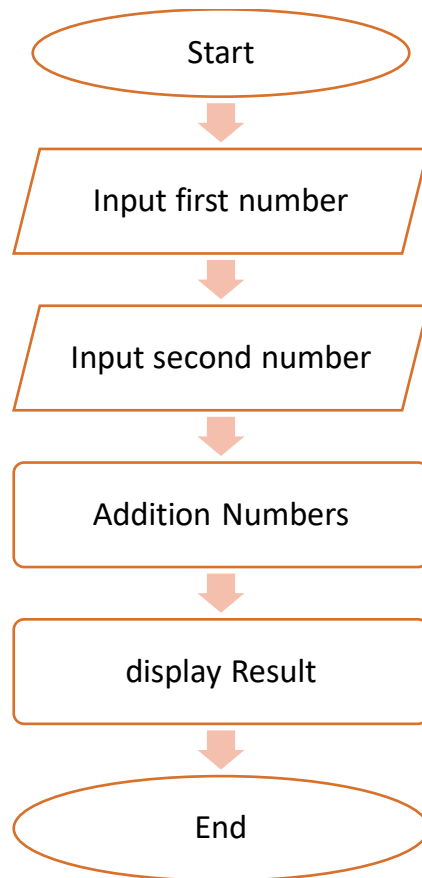 Start
Input first number
Input second number
Addition Numbers
display Result
End